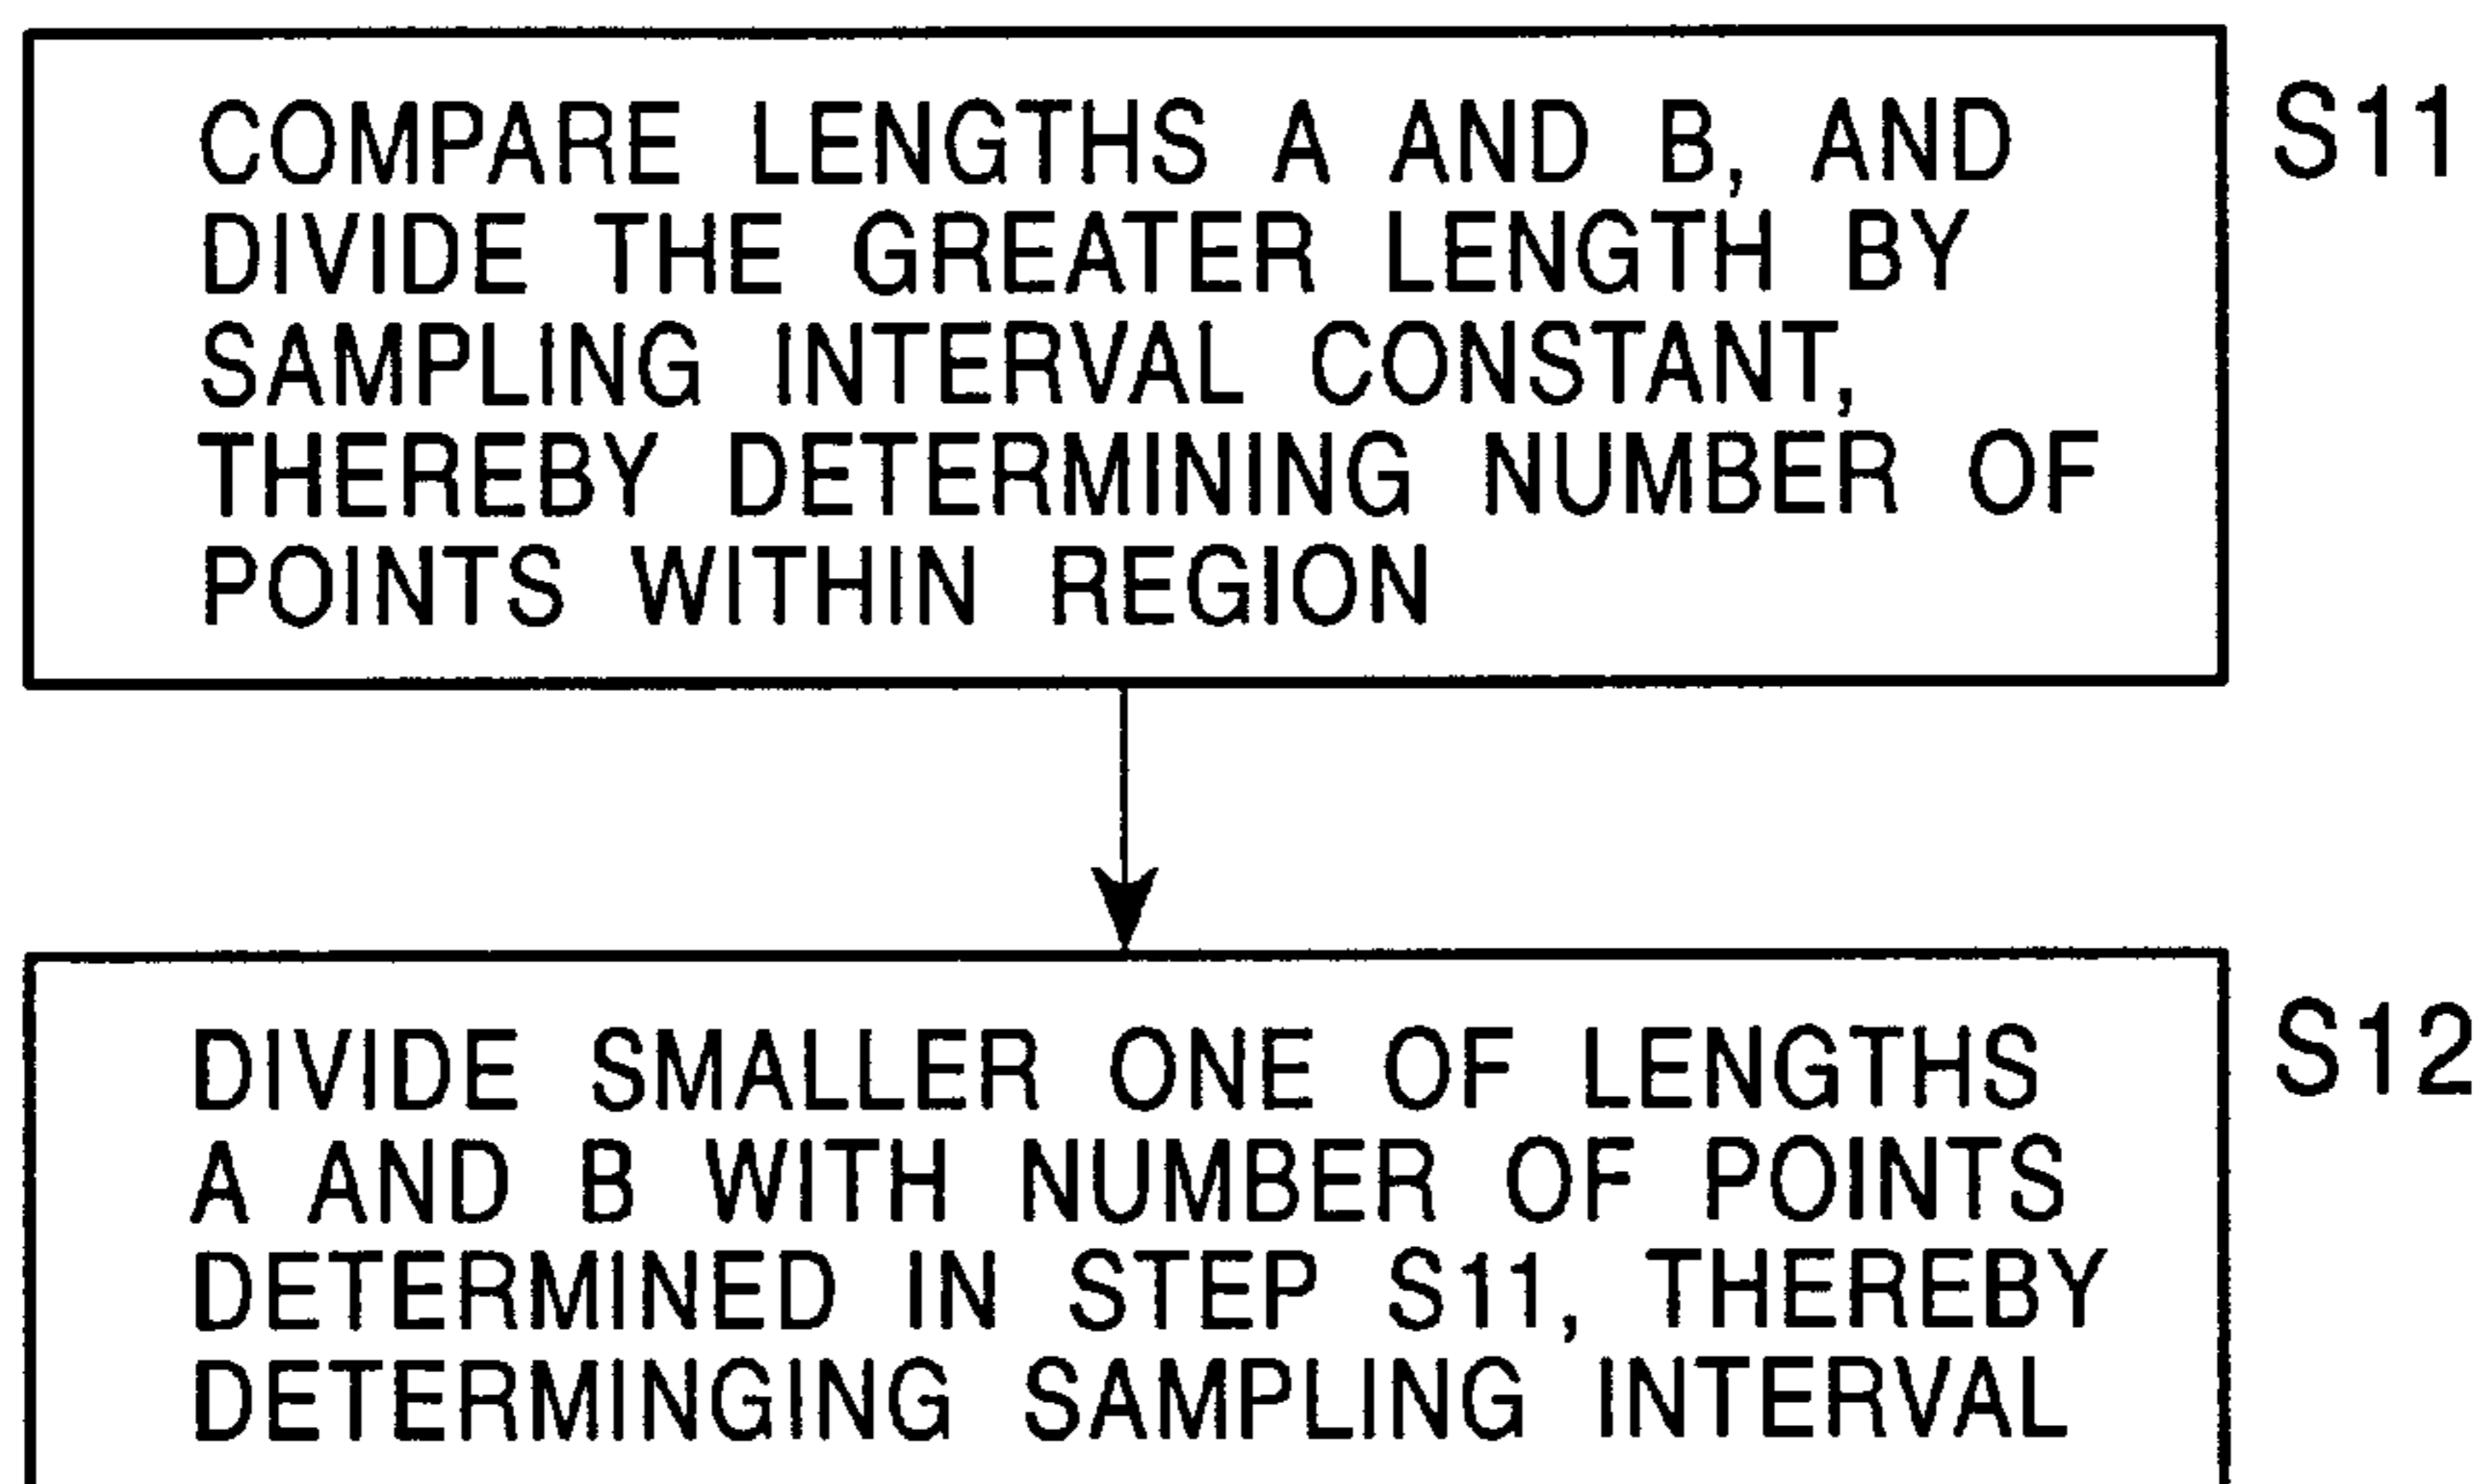 COMPARE LENGTHS A AND B, AND
DIVIDE THE GREATER LENGTH BY
SAMPLING INTERVAL CONSTANT,
THEREBY DETERMINING NUMBER OF
POINTS WITHIN REGION
S11
DIVIDE SMALLER ONE OF LENGTHS
A AND B WITH NUMBER OF POINTS
DETERMINED IN STEP S11, THEREBY
DETERMINGING SAMPLING INTERVAL
S12